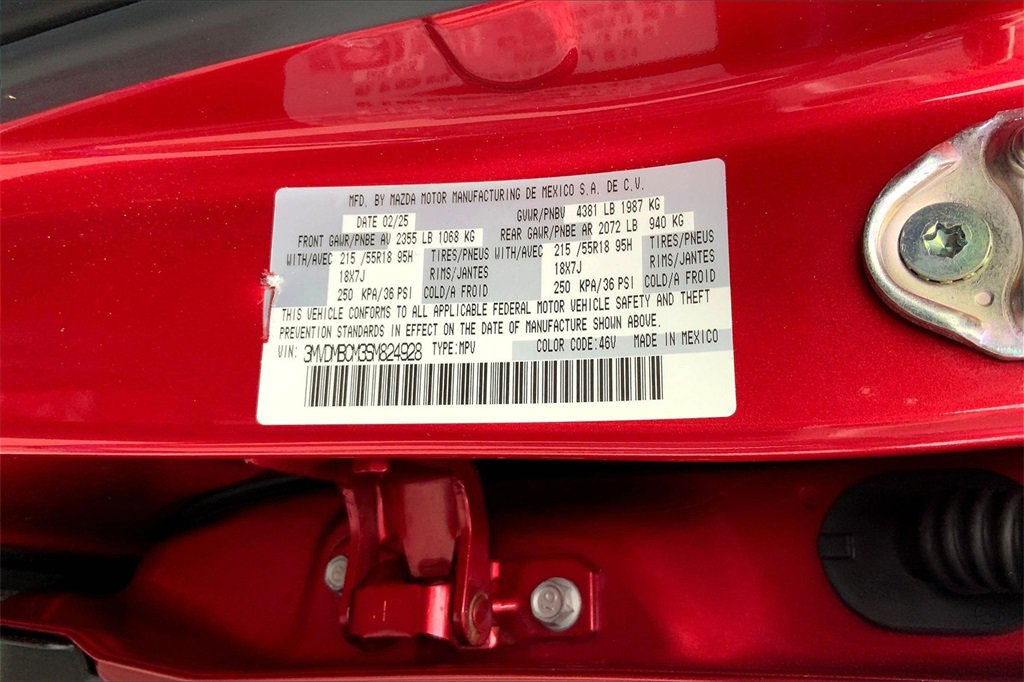 MFD. BY MAZDA MOTOR MANUFACTURING DE MEXICO S.A. DE C.V.
DATE 02/25 GVWR/PNBV 4381 LB 1987 KG
FRONT GAWR/PNBE AV 2355 LB 1068 KG REAR GAWR/PNBE AR 2072 LB 940 KG
WITH/AVEC 215 /55R18 95H TIRES/PNEUS WITH/AVEC 215 /55R18 95H TIRES/PNEUS
18X7J RIMS/JANTES 18X7J RIMS/JANTES
250 KPA/36 PSI COLD/A FROID 250 KPA/36 PSI COLD/A FROID
THIS VEHICLE CONFORMS TO ALL APPLICABLE FEDERAL MOTOR VEHICLE SAFETY AND THEFT
PREVENTION STANDARDS IN EFFECT ON THE DATE OF MANUFACTURE SHOWN ABOVE.
VIN: 3MVDMBCM3SM824928 TYPE:MPV COLOR CODE:46V MADE IN MEXICO